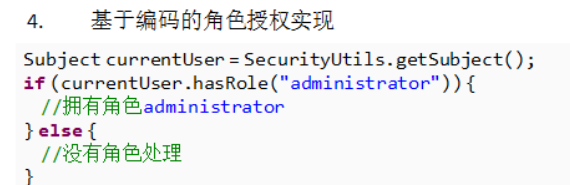 4. 基于编码的角色授权实现
Subject currentUser = SecurityUtils.getSubject();
if (currentUser.hasRole("administrator")) {
//拥有角色administrator
} else {
//没有角色处理
}